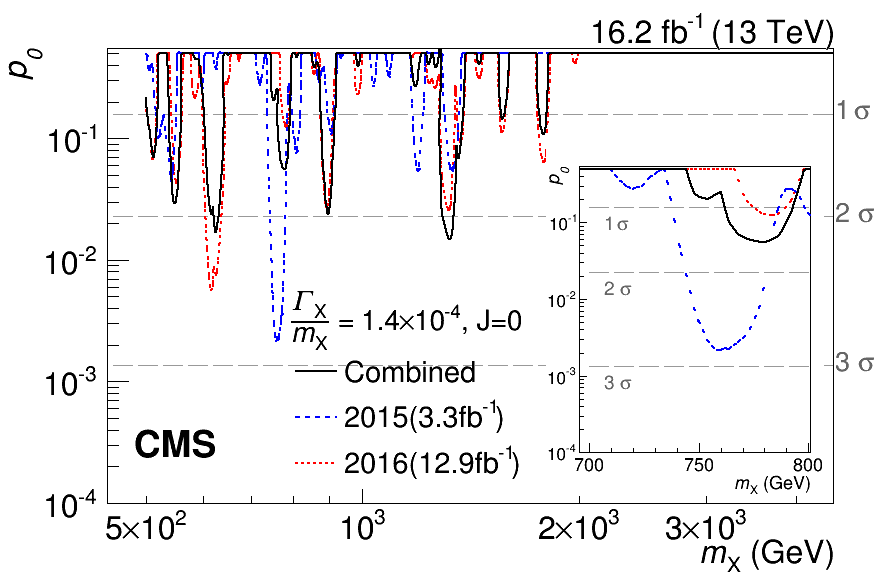 16.2 fb⁻¹ (13 TeV)
p₀
10⁻¹
10⁻²
10⁻³
10⁻⁴
1 σ
2 σ
3 σ
Γ_X/m_X = 1.4×10⁻⁴, J=0
Combined
2015(3.3fb⁻¹)
2016(12.9fb⁻¹)
CMS
p₀
10⁻¹
10⁻²
10⁻³
10⁻⁴
1 σ
2 σ
3 σ
700 750 800
m_X (GeV)
5×10² 10³ 2×10³ 3×10³
m_X (GeV)